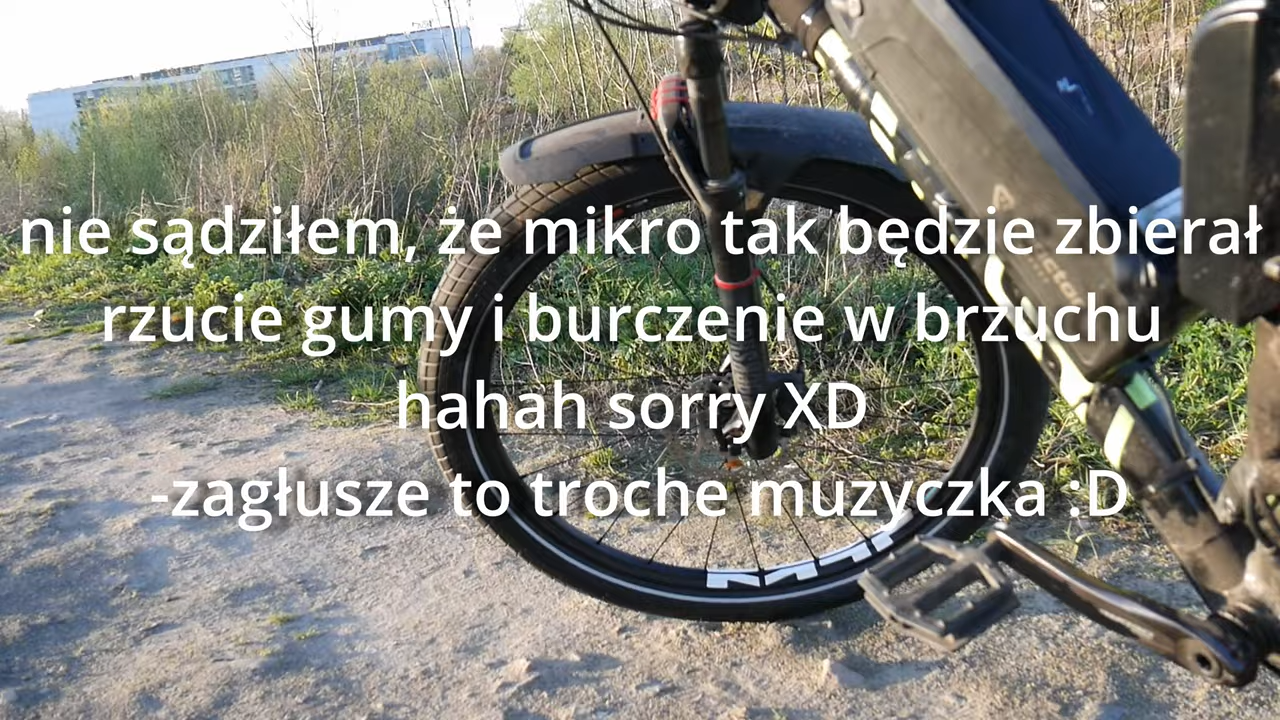 nie sądziłem, że mikro tak będzie zbierał
rzucie gumy i burczenie w brzuchu
hahah sorry XD
-zagłusze to troche muzyczka :D